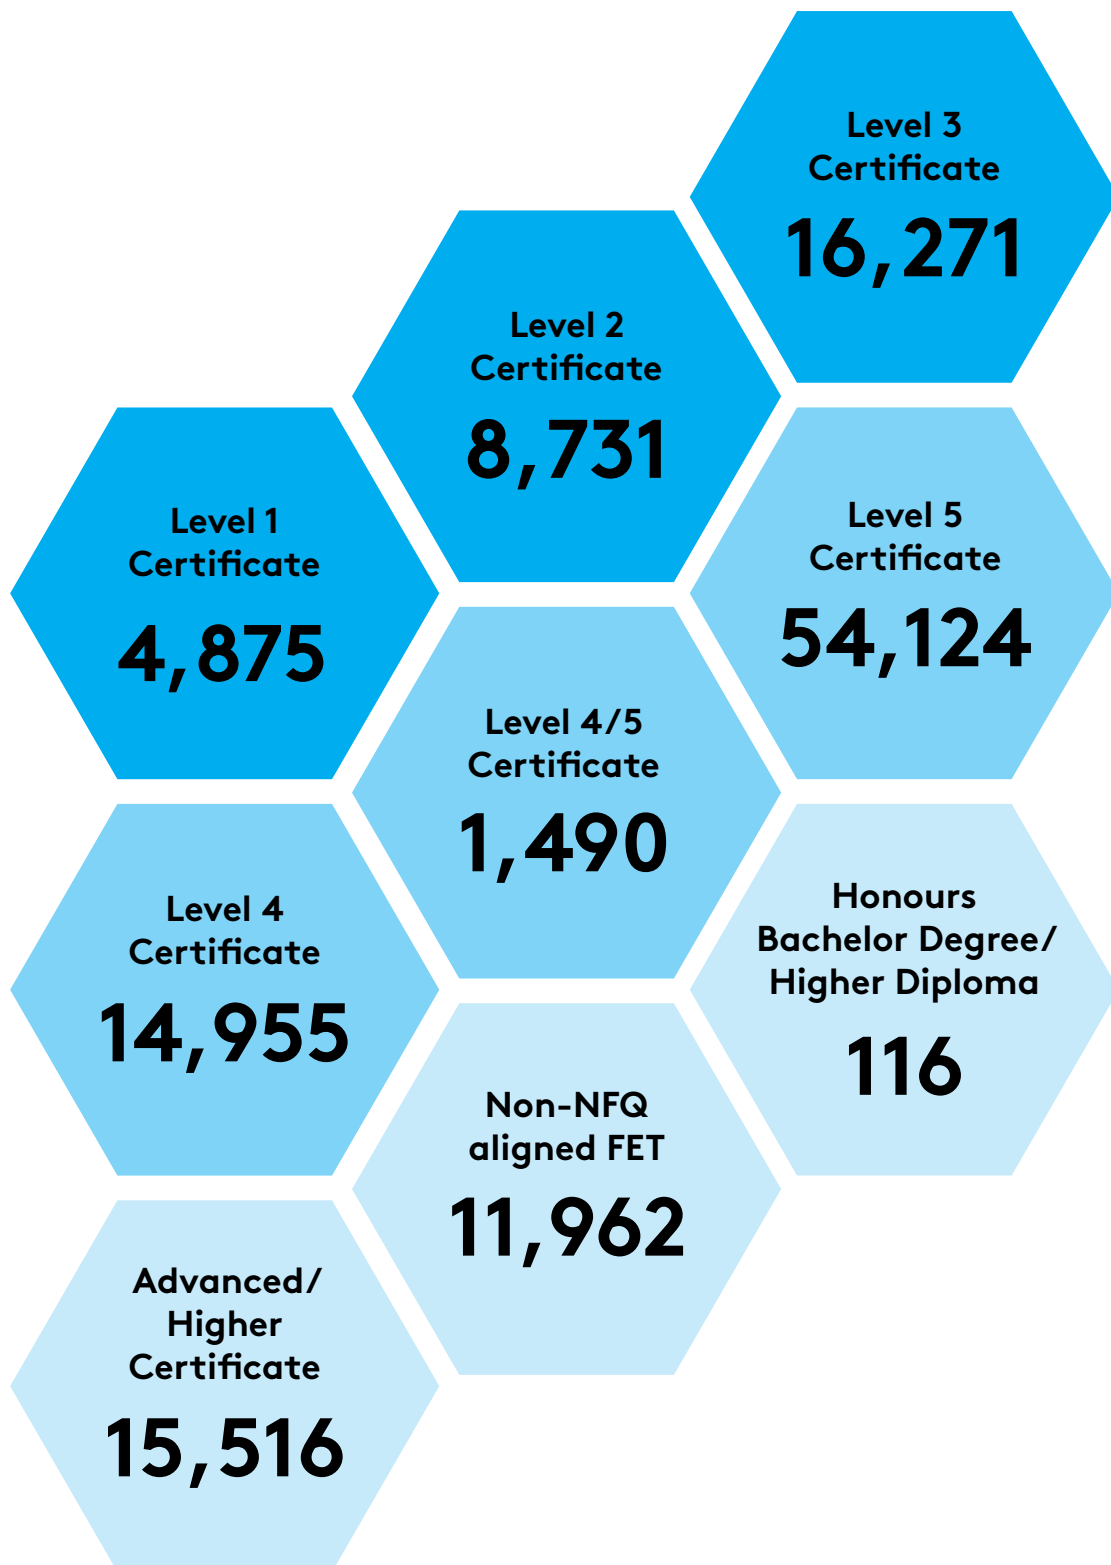 Level 3
Certificate
16,271
Level 2
Certificate
8,731
Level 1
Certificate
4,875
Level 5
Certificate
54,124
Level 4/5
Certificate
1,490
Level 4
Certificate
14,955
Honours
Bachelor Degree/
Higher Diploma
116
Non-NFQ
aligned FET
11,962
Advanced/
Higher
Certificate
15,516